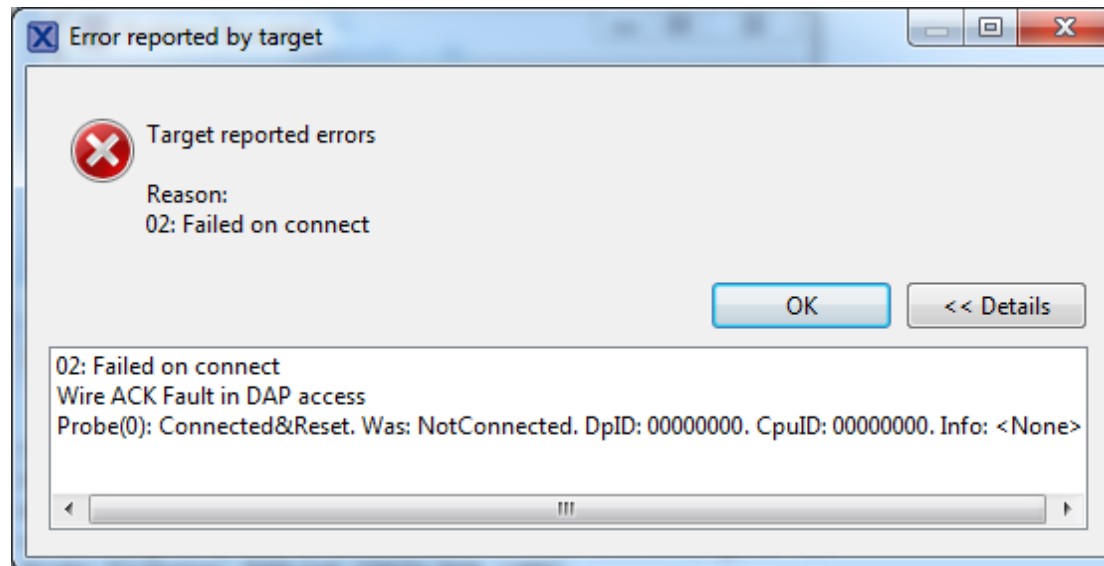 Error reported by target
Target reported errors
Reason:
02: Failed on connect
OK
<< Details
02: Failed on connect
Wire ACK Fault in DAP access
Probe(0): Connected&Reset. Was: NotConnected. DpID: 00000000. CpuID: 00000000. Info: <None>